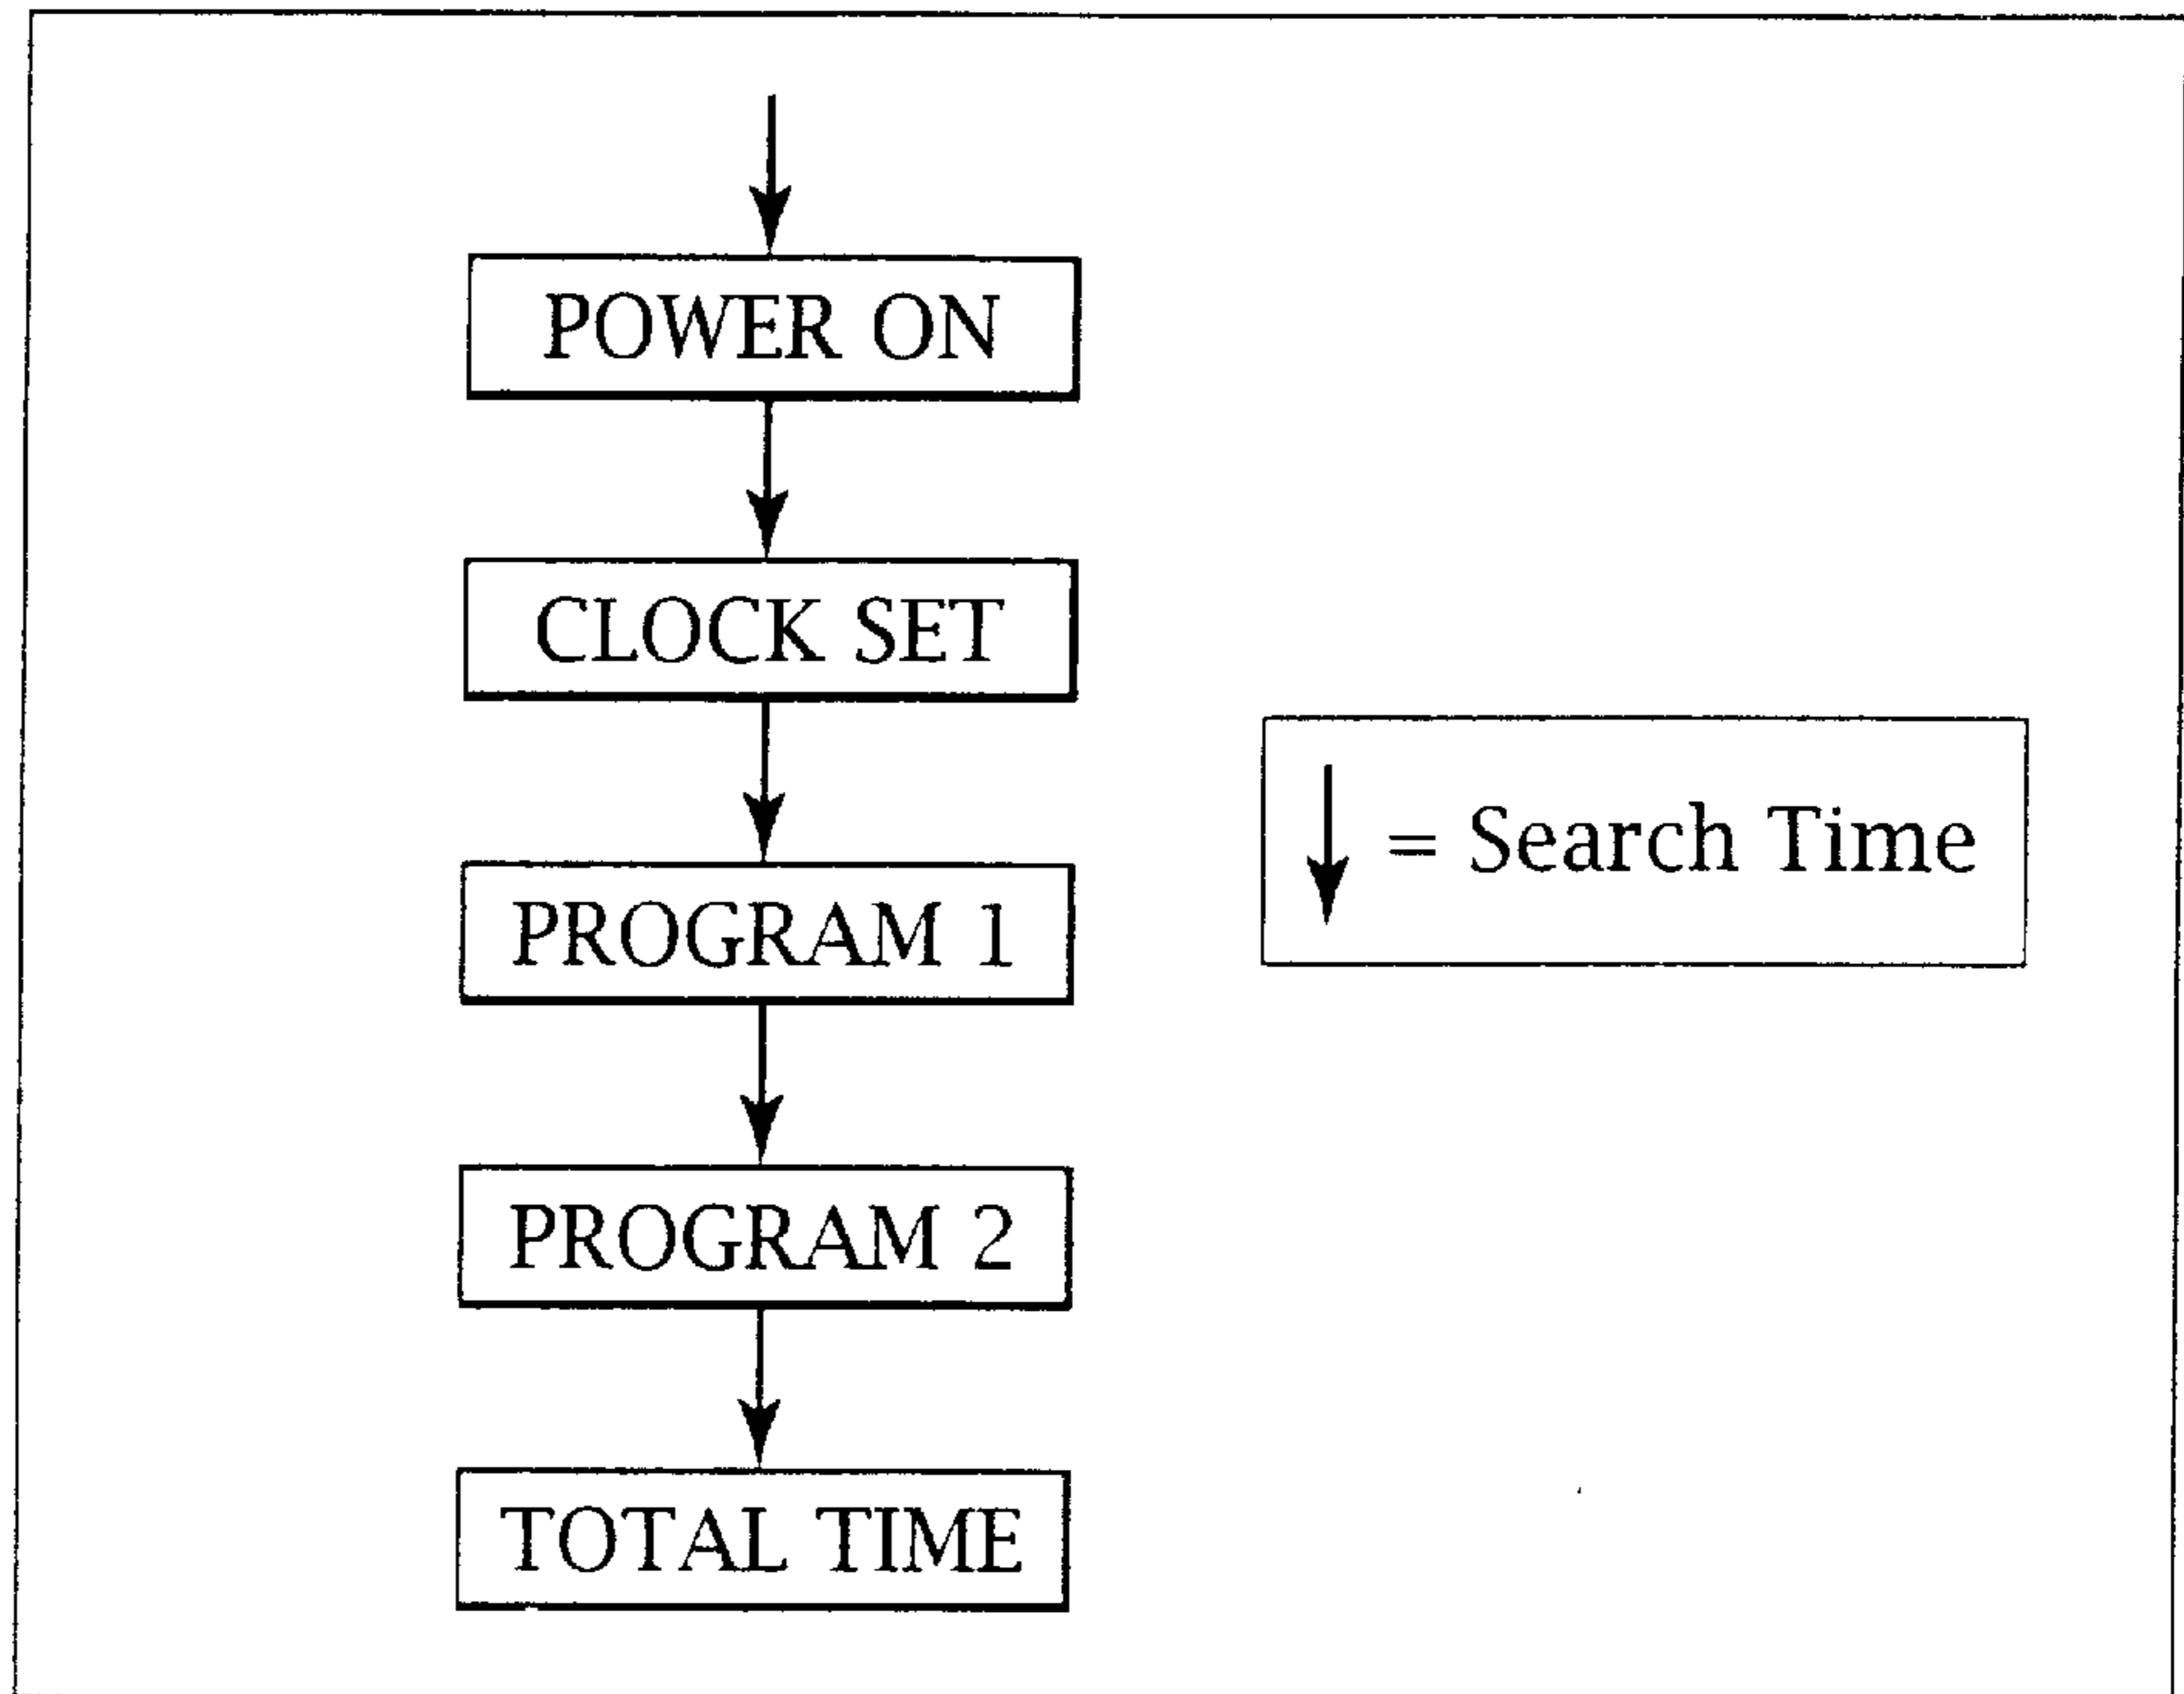 POWER ON
CLOCK SET
PROGRAM 1
= Search Time
PROGRAM 2
TOTAL TIME